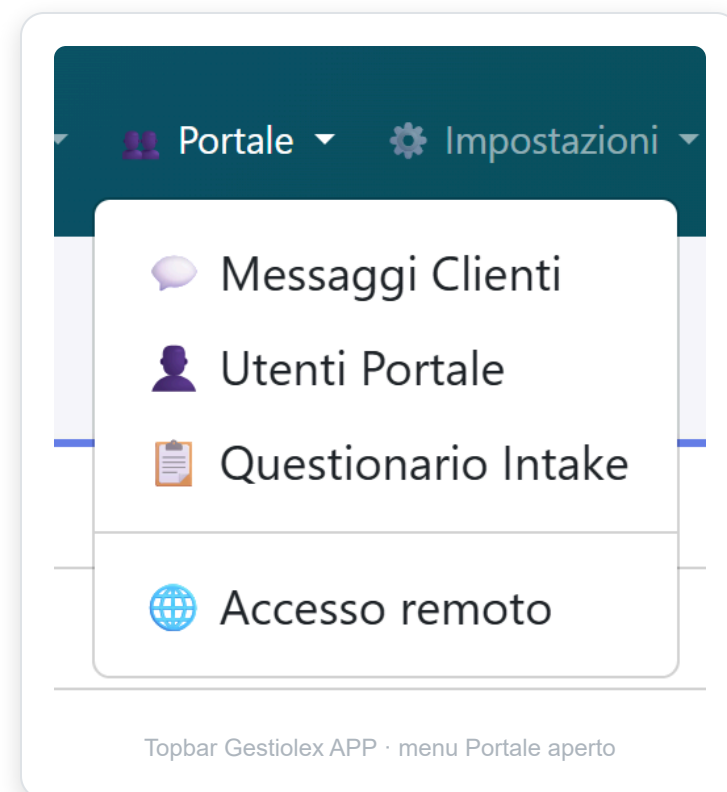 Portale Impostazioni
Messaggi Clienti
Utenti Portale
Questionario Intake
Accesso remoto
Topbar Gestiolex APP · menu Portale aperto